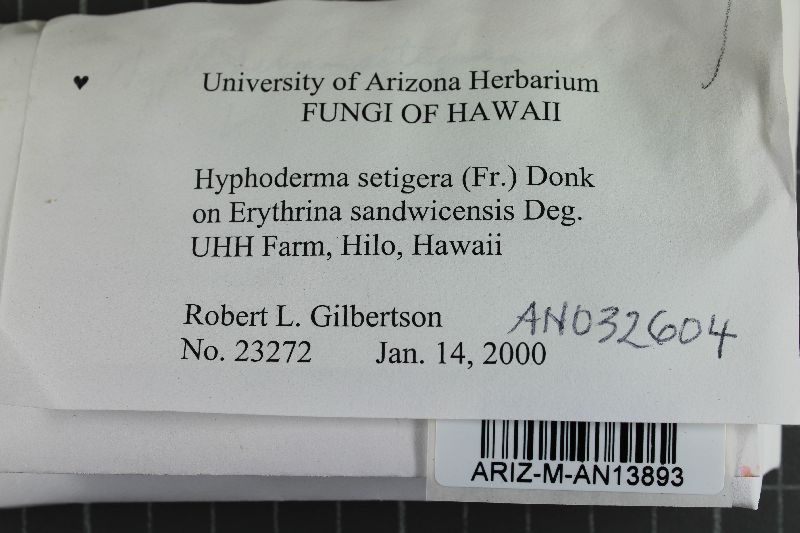 University of Arizona Herbarium
FUNGI OF HAWAII
Hyphoderma setigera (Fr.) Donk
on Erythrina sandwicensis Deg.
UHH Farm, Hilo, Hawaii
Robert L. Gilbertson
AN032604
No. 23272 Jan. 14, 2000
ARIZ-M-AN13893